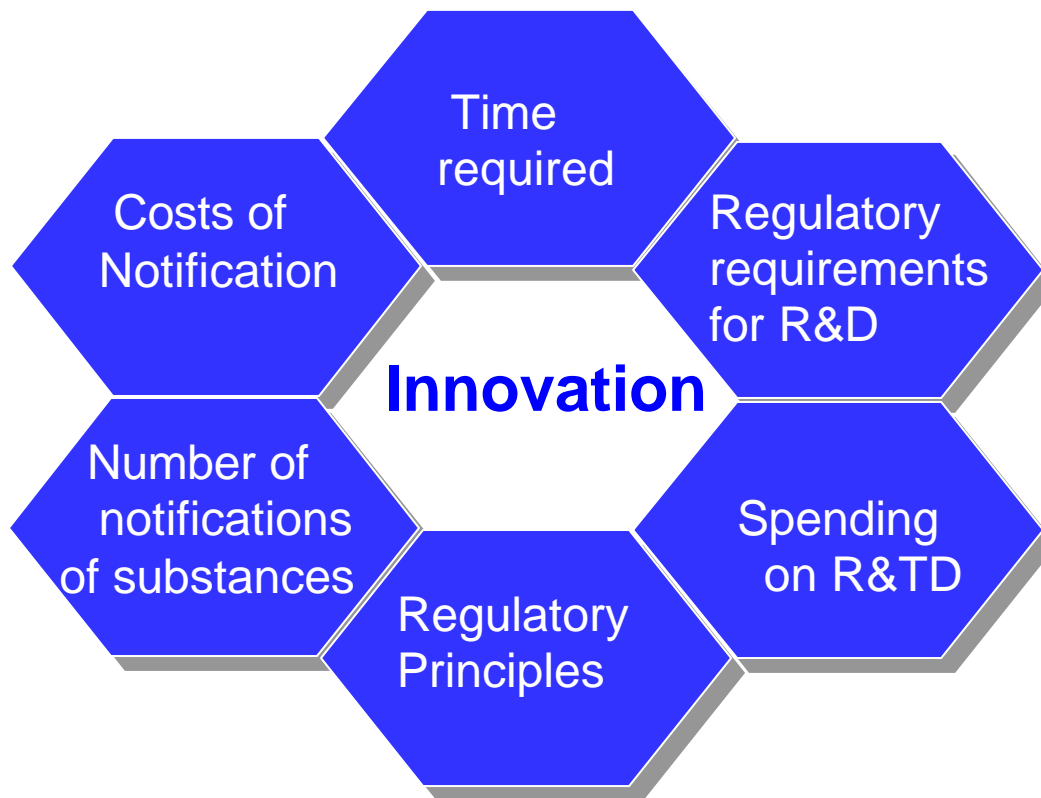 Time
required
Costs of
Notification
Regulatory
requirements
for R&D
Innovation
Number of
notifications
of substances
Spending
on R&TD
Regulatory
Principles